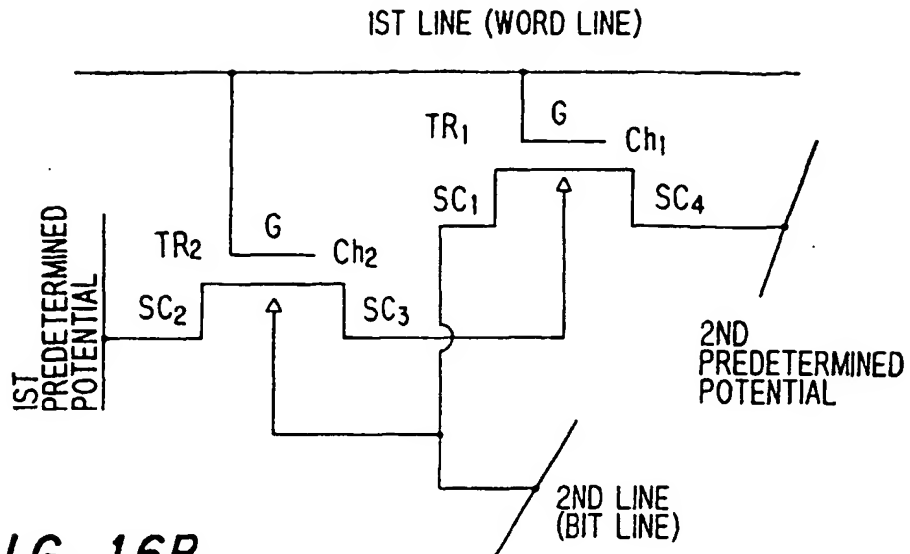 1ST LINE (WORD LINE)
G
TR1
Ch1
SC1
SC4
G
TR2
Ch2
SC2
SC3
1ST
PREDETERMINED
POTENTIAL
2ND
PREDETERMINED
POTENTIAL
2ND LINE
(BIT LINE)
16B